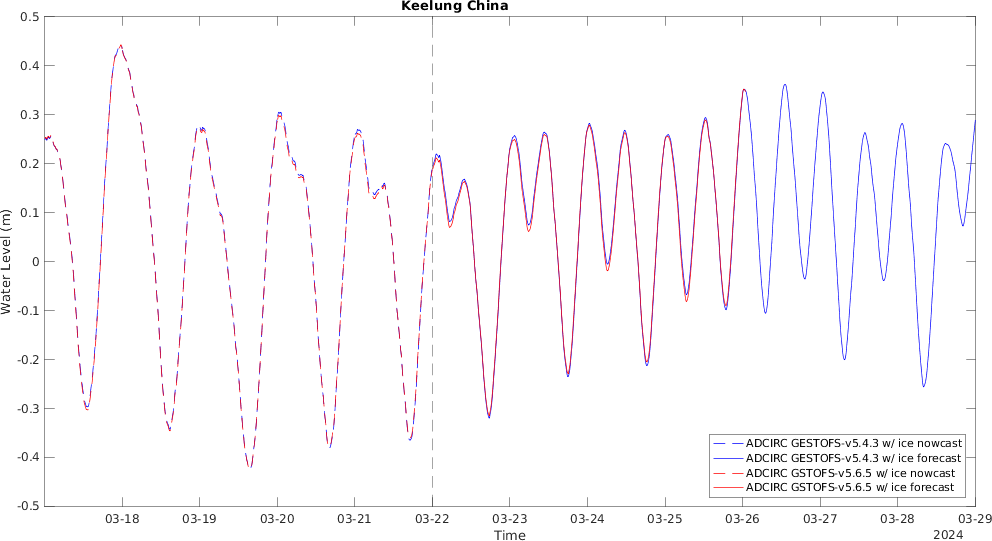 Keelung China
0.5
0.4
0.3
0.2
0.1
0
-0.1
-0.2
-0.3
-0.4
-0.5
Water Level (m)
ADCIRC GESTOFS-v5.4.3 w/ ice nowcast
ADCIRC GESTOFS-v5.4.3 w/ ice forecast
ADCIRC GSTOFS-v5.6.5 w/ ice nowcast
ADCIRC GSTOFS-v5.6.5 w/ ice forecast
03-18 03-19 03-20 03-21 03-22 03-23 03-24 03-25 03-26 03-27 03-28 03-29
Time
2024